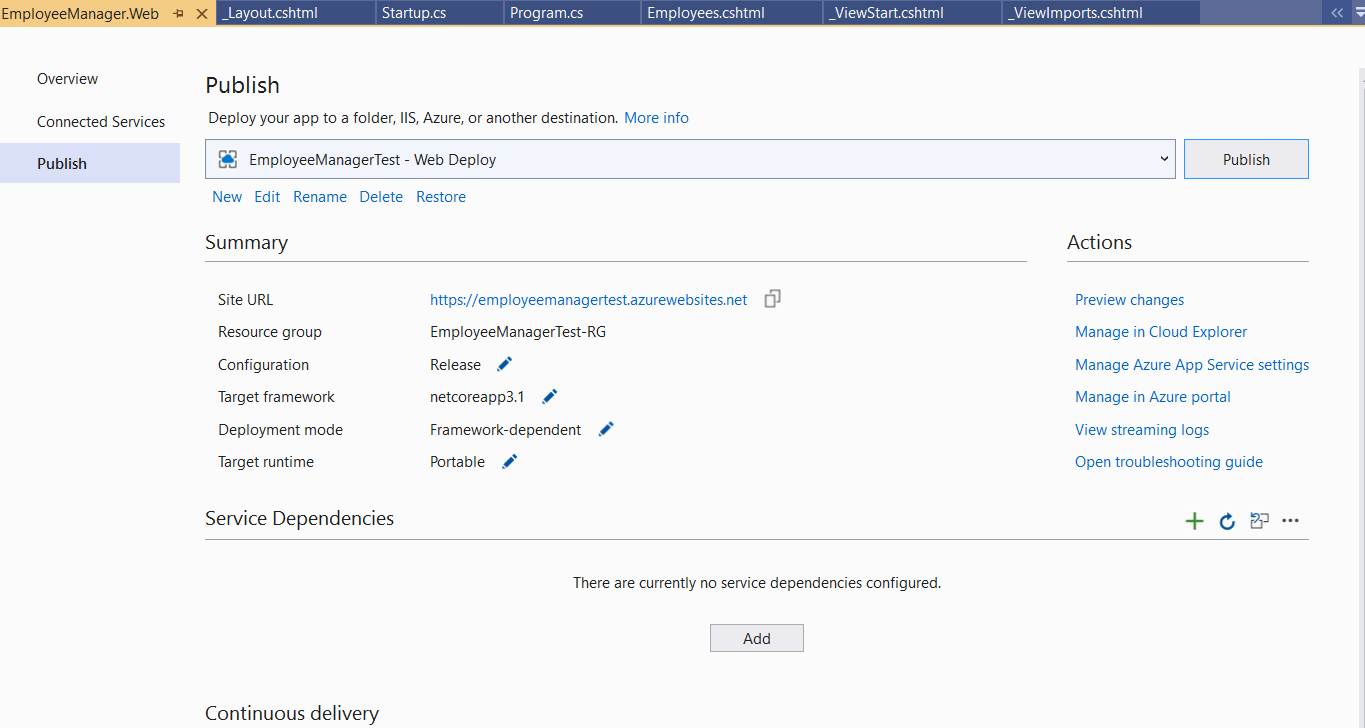 EmployeeManager.Web _Layout.cshtml Startup.cs Program.cs Employees.cshtml _ViewStart.cshtml _ViewImports.cshtml
Overview
Connected Services
Publish
Publish
Deploy your app to a folder, IIS, Azure, or another destination. More info
EmployeeManagerTest - Web Deploy
Publish
New Edit Rename Delete Restore
Summary
Site URL https://employeemanagertest.azurewebsites.net
Resource group EmployeeManagerTest-RG
Configuration Release
Target framework netcoreapp3.1
Deployment mode Framework-dependent
Target runtime Portable
Actions
Preview changes
Manage in Cloud Explorer
Manage Azure App Service settings
Manage in Azure portal
View streaming logs
Open troubleshooting guide
Service Dependencies
There are currently no service dependencies configured.
Add
Continuous delivery